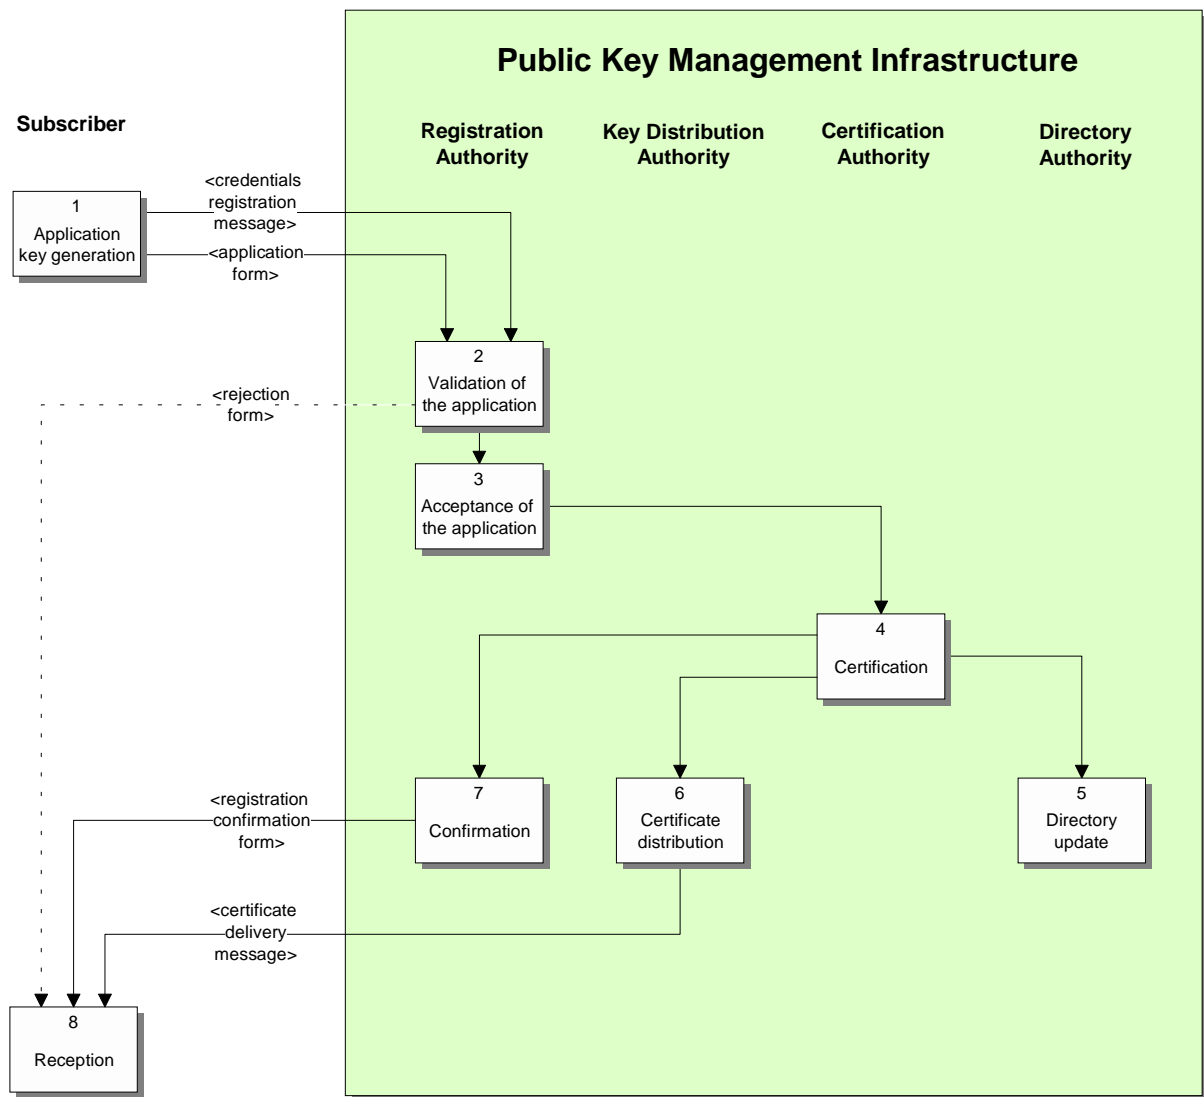 Public Key Management Infrastructure
Subscriber
Registration
Authority
Key Distribution
Authority
Certification
Authority
Directory
Authority
1
Application
key generation
<credentials
registration
message>
<application
form>
2
Validation of
the application
<rejection
form>
3
Acceptance of
the application
4
Certification
7
Confirmation
6
Certificate
distribution
5
Directory
update
<registration
confirmation
form>
<certificate
delivery
message>
8
Reception